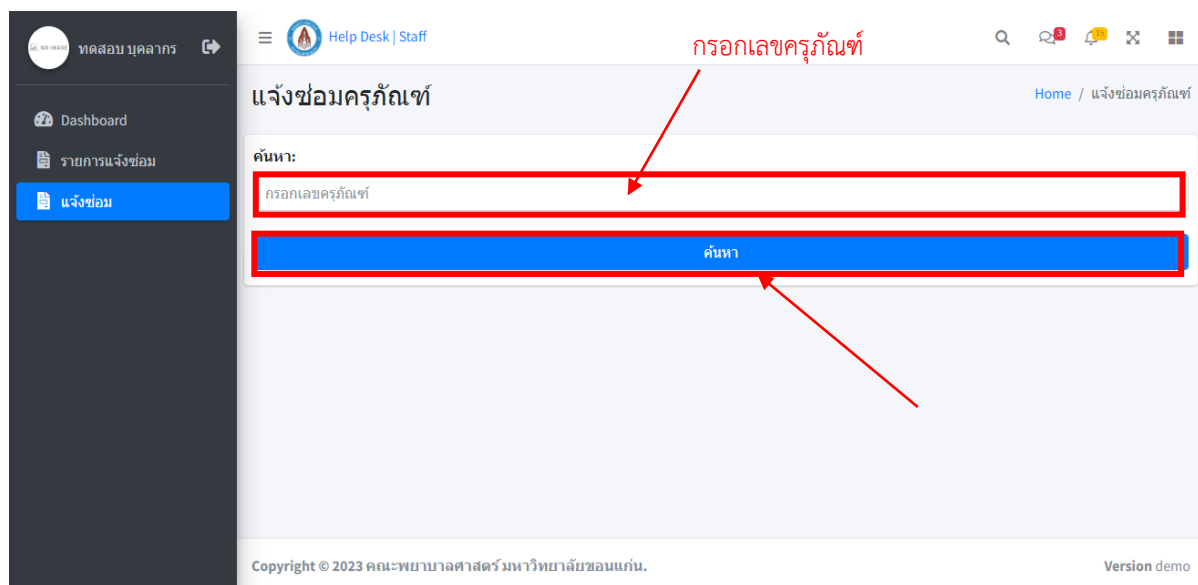 NO IMAGE
ทดสอบ บุคลากร
Help Desk | Staff
กรอกเลขครุภัณฑ์
3
15
แจ้งซ่อมครุภัณฑ์
Home / แจ้งซ่อมครุภัณฑ์
Dashboard
รายการแจ้งซ่อม
แจ้งซ่อม
ค้นหา:
กรอกเลขครุภัณฑ์
ค้นหา
Copyright © 2023 คณะพยาบาลศาสตร์ มหาวิทยาลัยขอนแก่น.
Version demo